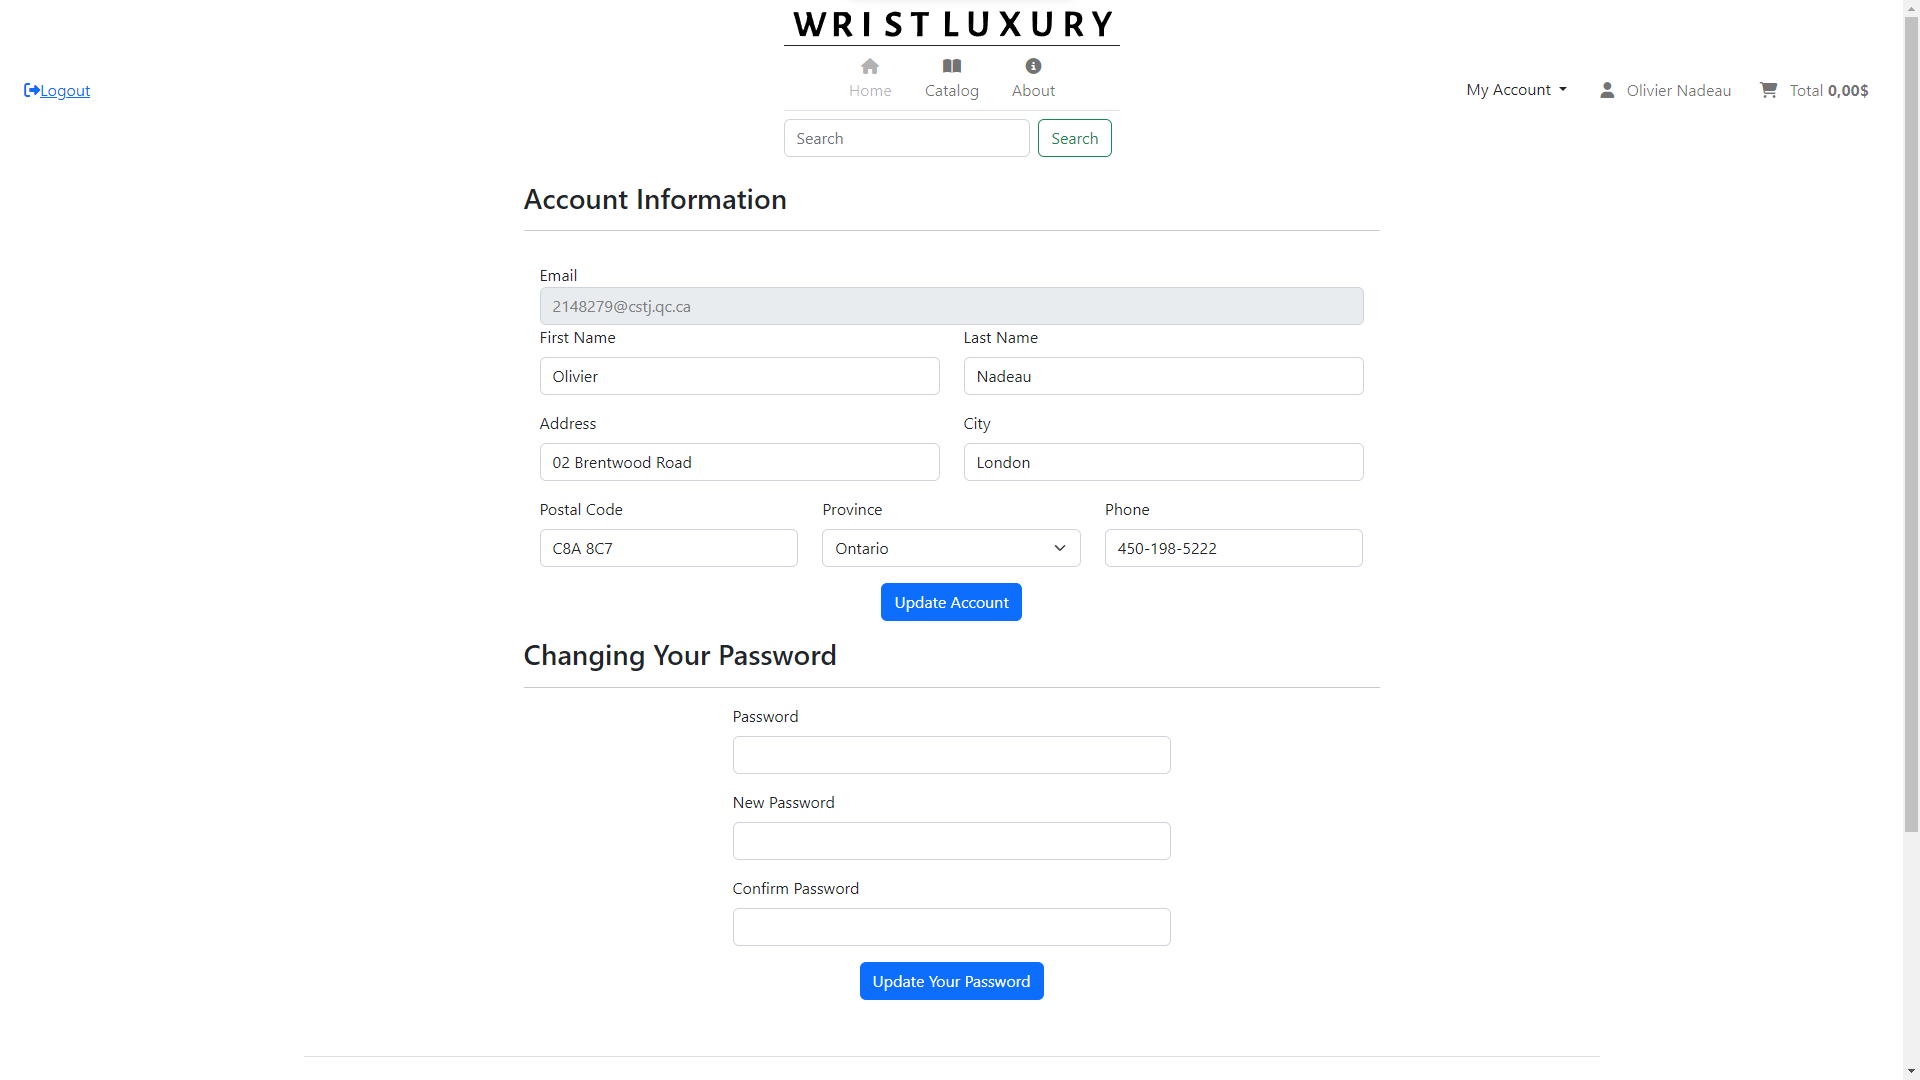 WRIST LUXURY
Home
Catalog
About
Logout
My Account
Olivier Nadeau
Total 0,00$
Search
Search
Account Information
Email
2148279@cstj.qc.ca
First Name
Last Name
Olivier
Nadeau
Address
City
02 Brentwood Road
London
Postal Code
Province
Phone
C8A 8C7
Ontario
450-198-5222
Update Account
Changing Your Password
Password
New Password
Confirm Password
Update Your Password